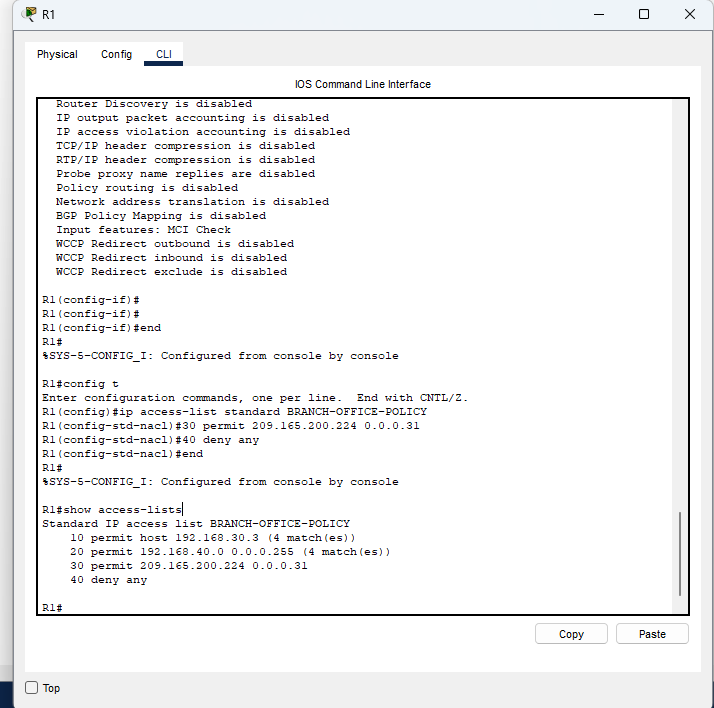 R1
Physical Config CLI
IOS Command Line Interface
Router Discovery is disabled
IP output packet accounting is disabled
IP access violation accounting is disabled
TCP/IP header compression is disabled
RTP/IP header compression is disabled
Probe proxy name replies are disabled
Policy routing is disabled
Network address translation is disabled
BGP Policy Mapping is disabled
Input features: MCI Check
WCCP Redirect outbound is disabled
WCCP Redirect inbound is disabled
WCCP Redirect exclude is disabled
R1(config-if)#
R1(config-if)#
R1(config-if)#end
R1#
%SYS-5-CONFIG_I: Configured from console by console
R1#config t
Enter configuration commands, one per line.  End with CNTL/Z.
R1(config)#ip access-list standard BRANCH-OFFICE-POLICY
R1(config-std-nacl)#30 permit 209.165.200.224 0.0.0.31
R1(config-std-nacl)#40 deny any
R1(config-std-nacl)#end
R1#
%SYS-5-CONFIG_I: Configured from console by console
R1#show access-lists
Standard IP access list BRANCH-OFFICE-POLICY
10 permit host 192.168.30.3 (4 match(es))
20 permit 192.168.40.0 0.0.0.255 (4 match(es))
30 permit 209.165.200.224 0.0.0.31
40 deny any
R1#
Copy Paste
Top